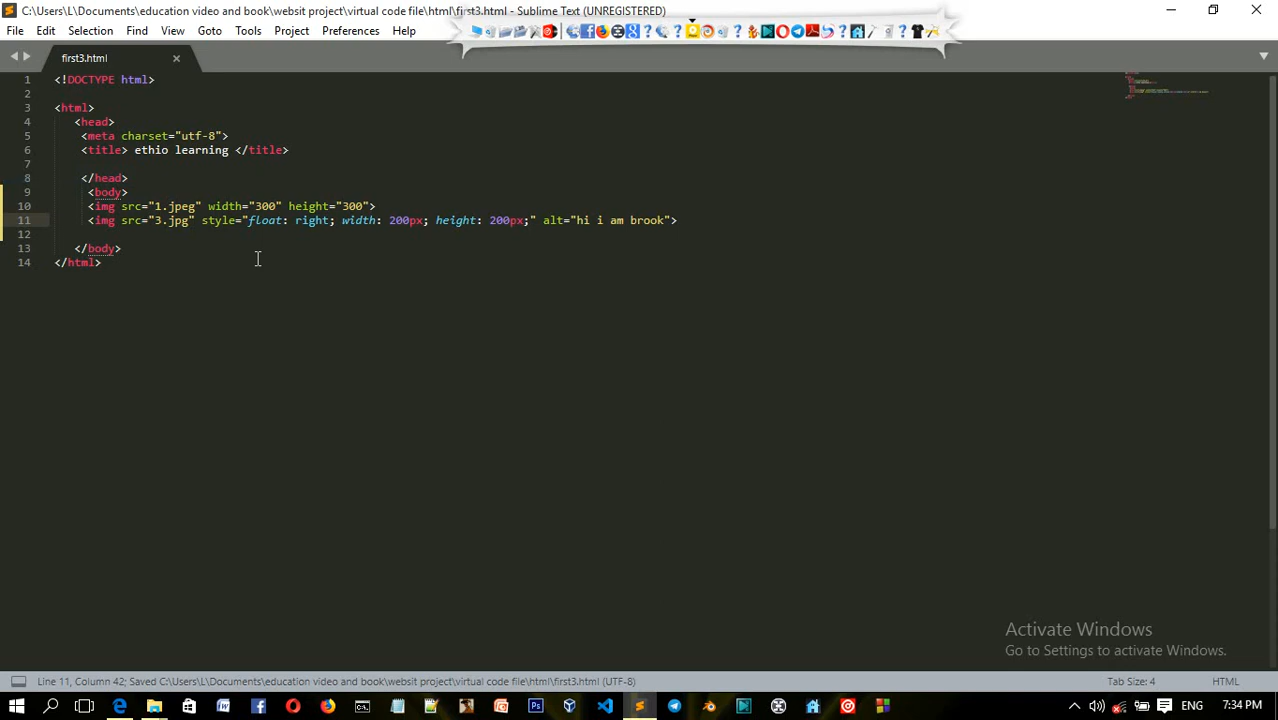 C:\Users\L\Documents\education video and book\websit project\virtual code file\html\first3.html - Sublime Text (UNREGISTERED)
File Edit Selection Find View Goto Tools Project Preferences Help
first3.html
1 <!DOCTYPE html>
2
3 <html>
4 <head>
5 <meta charset="utf-8">
6 <title> ethio learning </title>
7
8 </head>
9 <body>
10 <img src="1.jpeg" width="300" height="300">
11 <img src="3.jpg" style="float: right; width: 200px; height: 200px;" alt="hi i am brook">
12
13 </body>
14 </html>
Activate Windows
Go to Settings to activate Windows.
Line 11, Column 42; Saved C:\Users\L\Documents\education video and book\websit project\virtual code file\html\first3.html (UTF-8) Tab Size: 4 HTML
ENG 7:34 PM